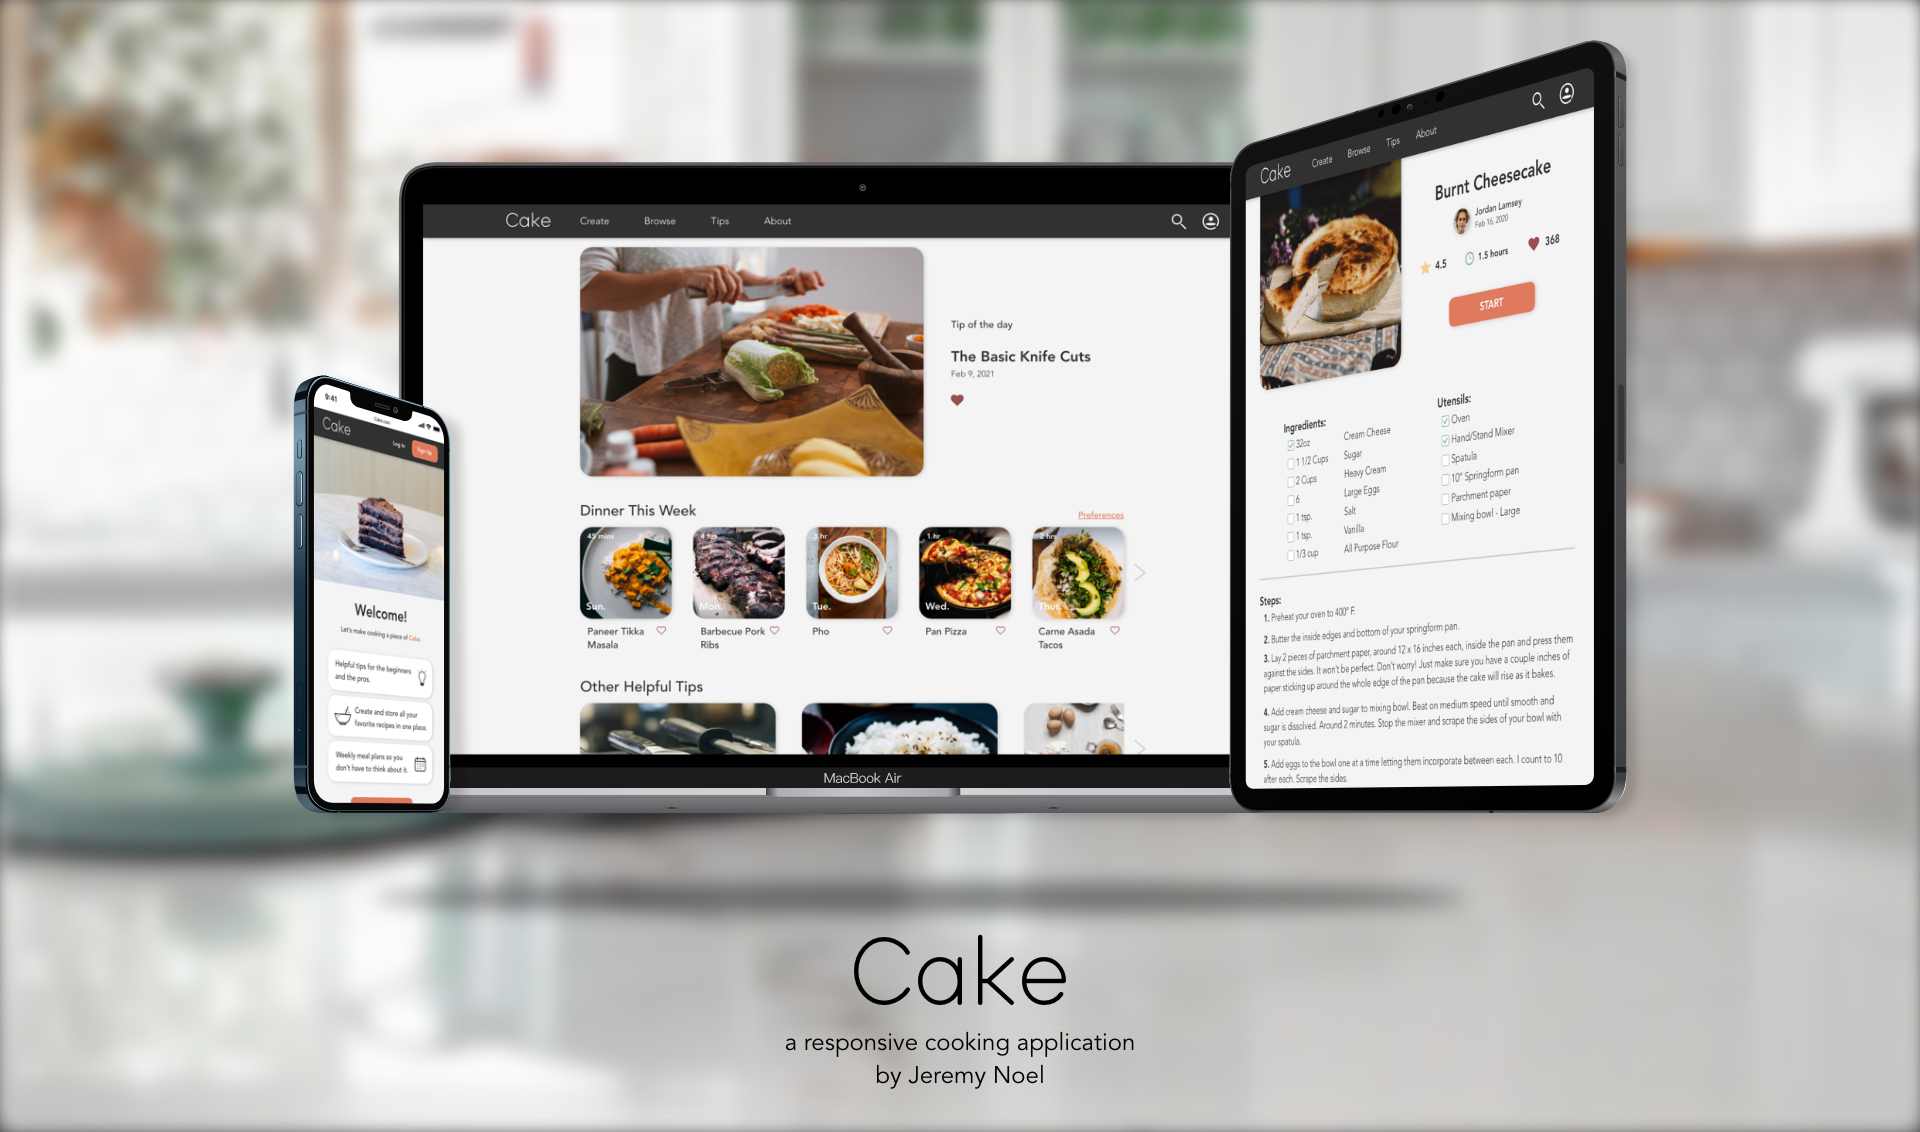 9:41
Cake.com
Cake
Log In
Sign Up
Welcome!
Let's make cooking a piece of Cake.
Helpful tips for the beginners
and the pros.
Create and store all your
favorite recipes in one place.
Weekly meal plans so you
don't have to think about it.
Cake Create Browse Tips About
Tip of the day
The Basic Knife Cuts
Feb 9, 2021
Dinner This Week
Preferences
45 mins
Sun.
Paneer Tikka
Masala
4 hrs
Mon.
Barbecue Pork
Ribs
3 hr
Tue.
Pho
1 hr
Wed.
Pan Pizza
2 hrs
Thur.
Carne Asada
Tacos
Other Helpful Tips
MacBook Air
Cake Create Browse Tips About
Burnt Cheesecake
Jordan Lamsey
Feb 16, 2020
4.5 1.5 hours 368
START
Ingredients:
32oz Cream Cheese
1 1/2 Cups Sugar
2 Cups Heavy Cream
6 Large Eggs
1 tsp. Salt
1 tsp. Vanilla
1/3 cup All Purpose Flour
Utensils:
Oven
Hand/Stand Mixer
Spatula
10" Springform pan
Parchment paper
Mixing bowl - Large
Steps:
1. Preheat your oven to 400° F.
2. Butter the inside edges and bottom of your springform pan.
3. Lay 2 pieces of parchment paper, around 12 x 16 inches each, inside the pan and press them
against the sides. It won't be perfect. Don't worry! Just make sure you have a couple inches of
paper sticking up around the whole edge of the pan because the cake will rise as it bakes.
4. Add cream cheese and sugar to mixing bowl. Beat on medium speed until smooth and
sugar is dissolved. Around 2 minutes. Stop the mixer and scrape the sides of your bowl with
your spatula.
5. Add eggs to the bowl one at a time letting them incorporate between each. I count to 10
after each. Scrape the sides.
Cake
a responsive cooking application
by Jeremy Noel